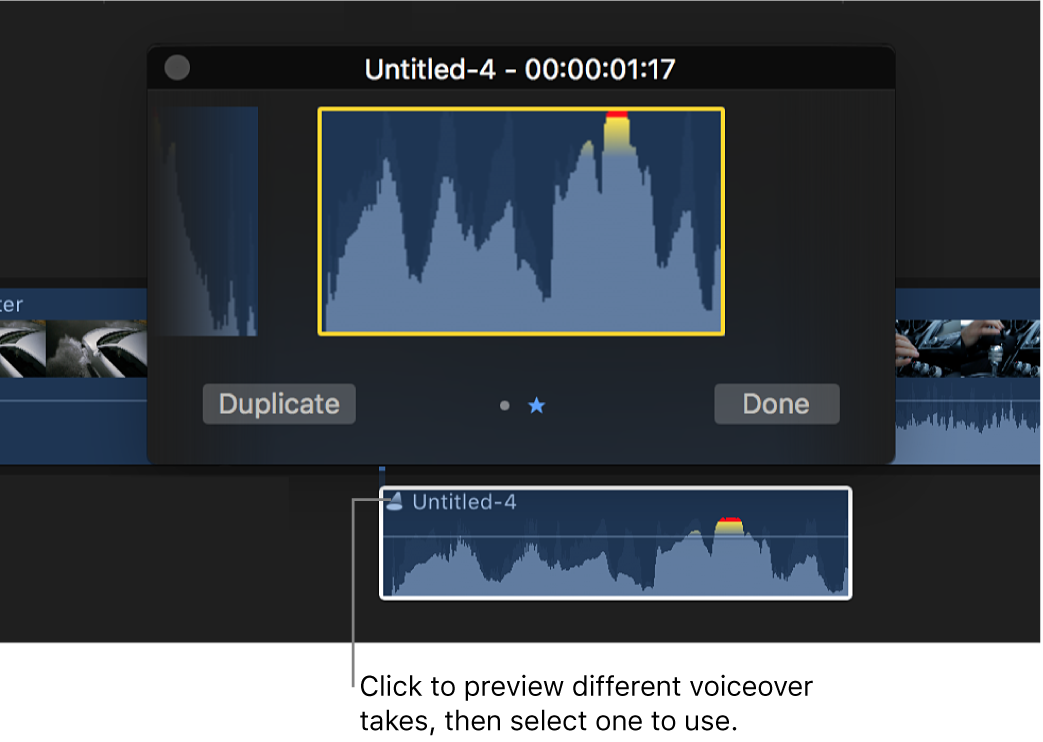 Untitled-4 - 00:00:01:17
Duplicate
Done
Untitled-4
Click to preview different voiceover
takes, then select one to use.